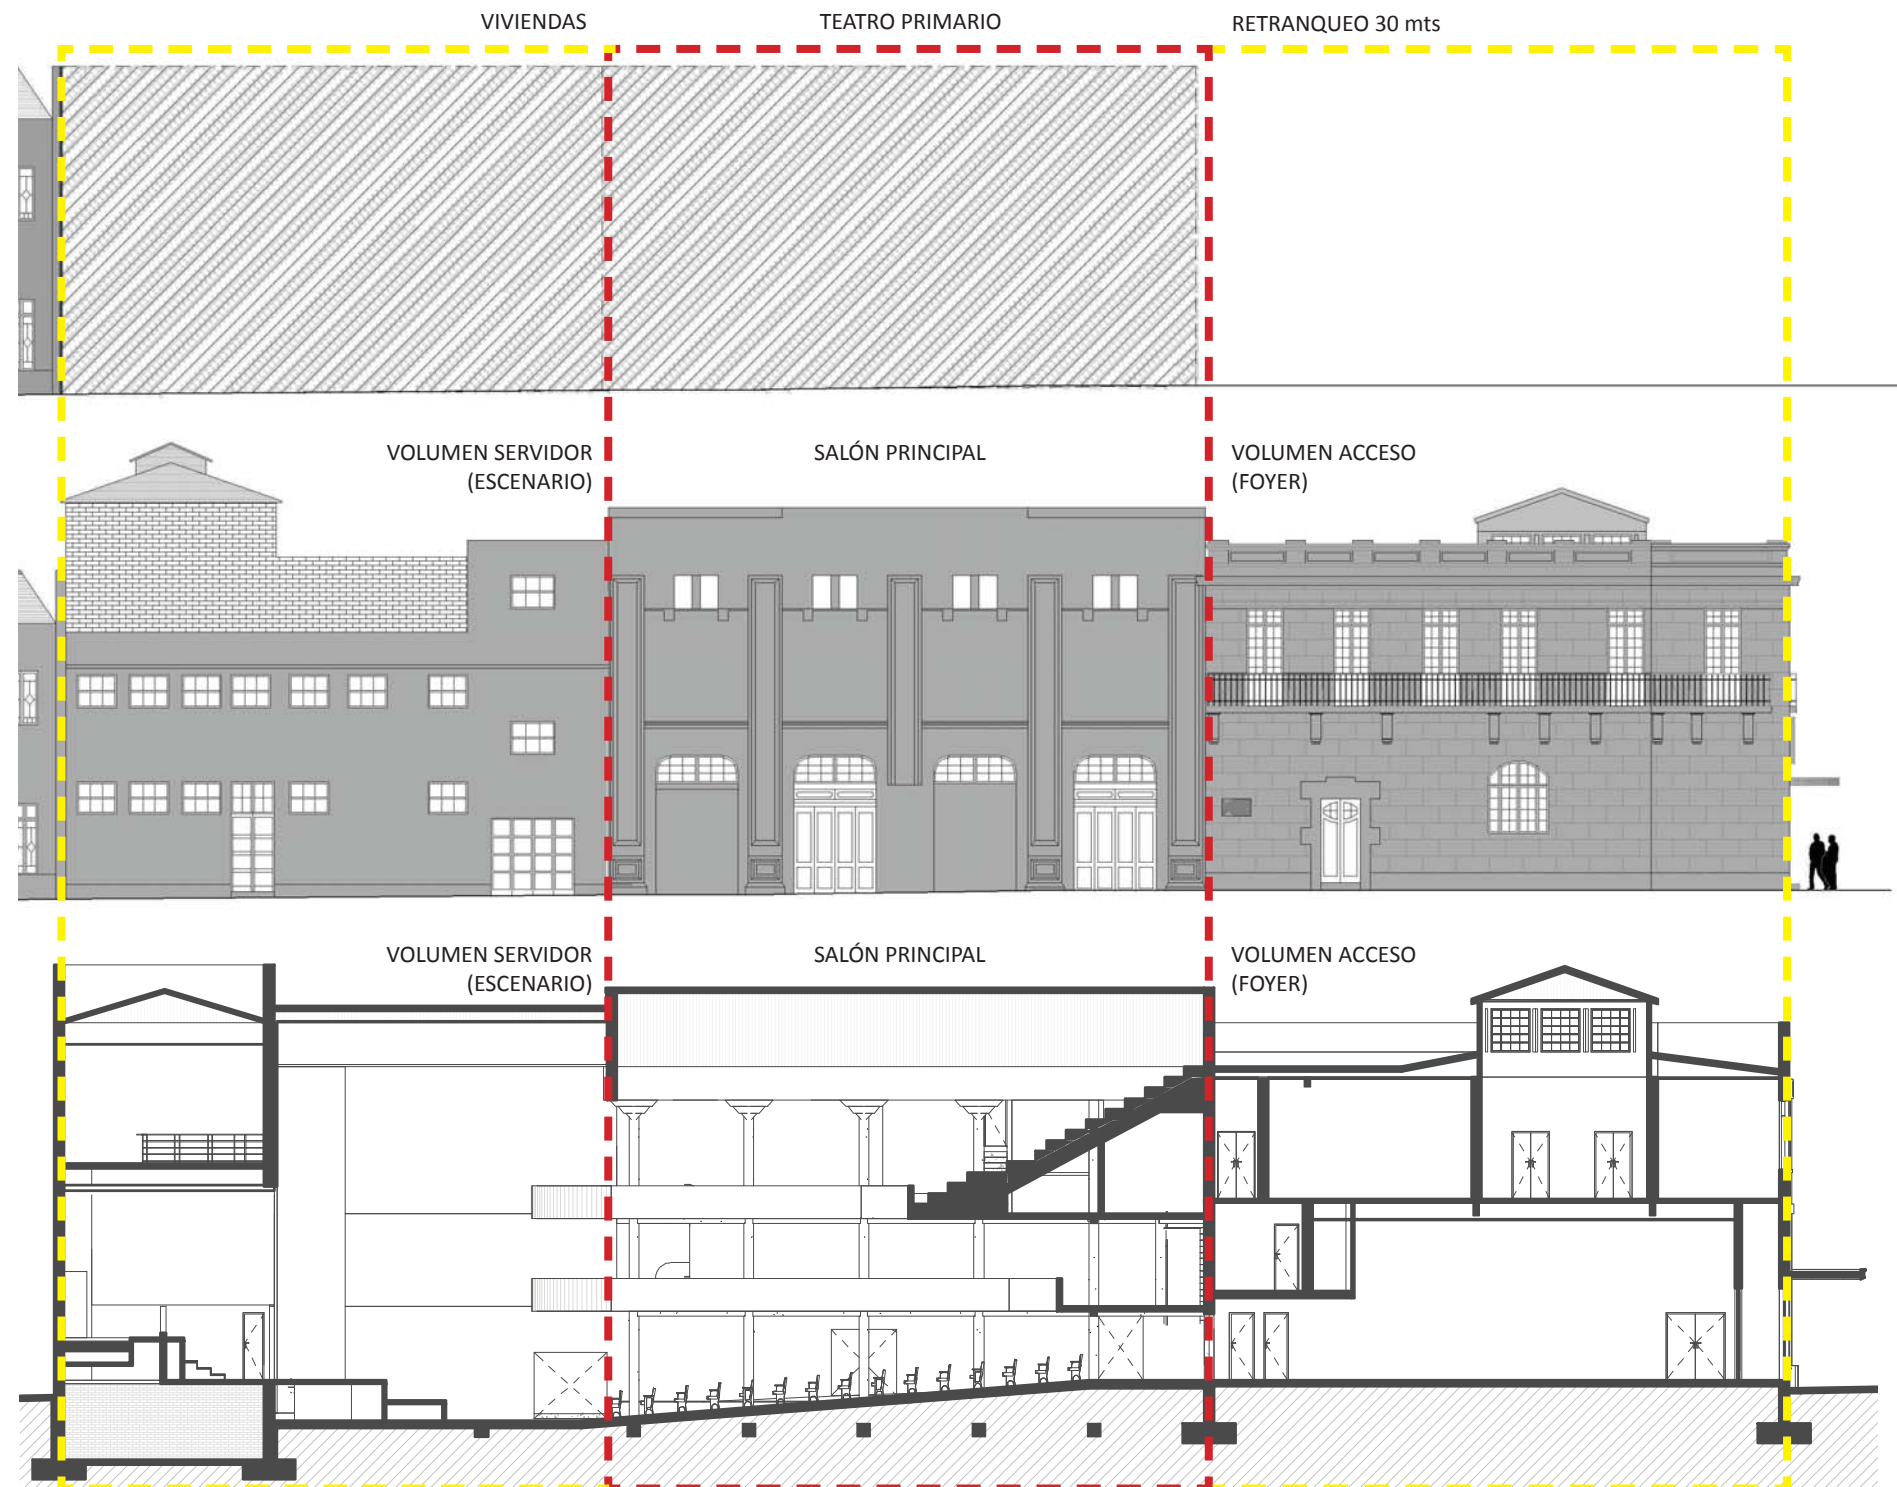 VIVIENDAS
TEATRO PRIMARIO
RETRANQUEO 30 mts
VOLUMEN SERVIDOR
(ESCENARIO)
SALÓN PRINCIPAL
VOLUMEN ACCESO
(FOYER)
VOLUMEN SERVIDOR
(ESCENARIO)
SALÓN PRINCIPAL
VOLUMEN ACCESO
(FOYER)